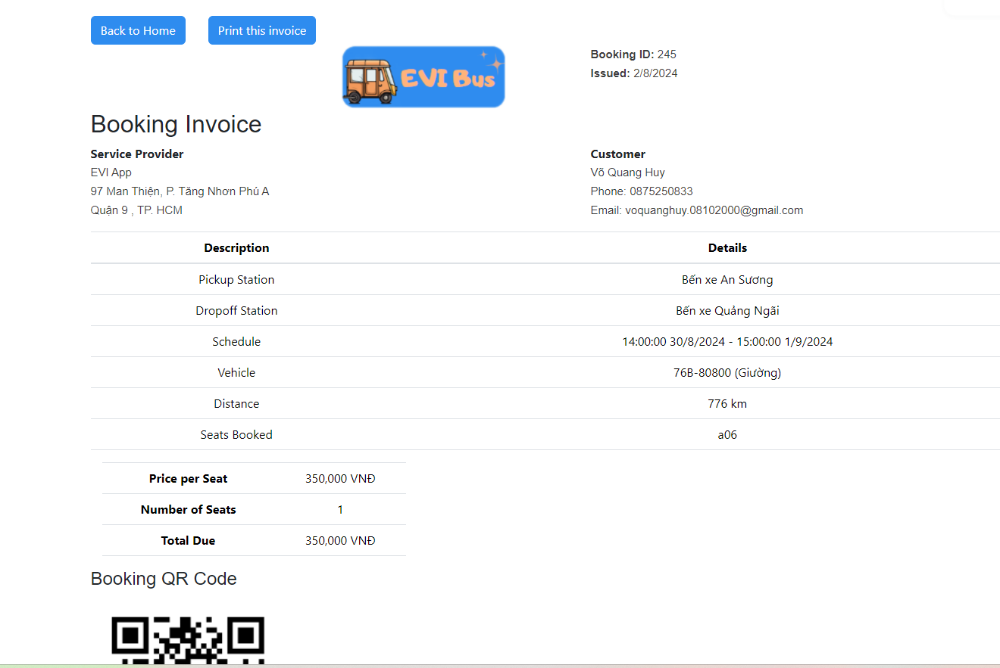 Back to Home Print this invoice
EVI Bus
Booking ID: 245
Issued: 2/8/2024
Booking Invoice
Service Provider
EVI App
97 Man Thiện, P. Tăng Nhơn Phú A
Quận 9 , TP. HCM
Customer
Võ Quang Huy
Phone: 0875250833
Email: voquanghuy.08102000@gmail.com
Description Details
Pickup Station Bến xe An Sương
Dropoff Station Bến xe Quảng Ngãi
Schedule 14:00:00 30/8/2024 - 15:00:00 1/9/2024
Vehicle 76B-80800 (Giường)
Distance 776 km
Seats Booked a06
Price per Seat 350,000 VNĐ
Number of Seats 1
Total Due 350,000 VNĐ
Booking QR Code